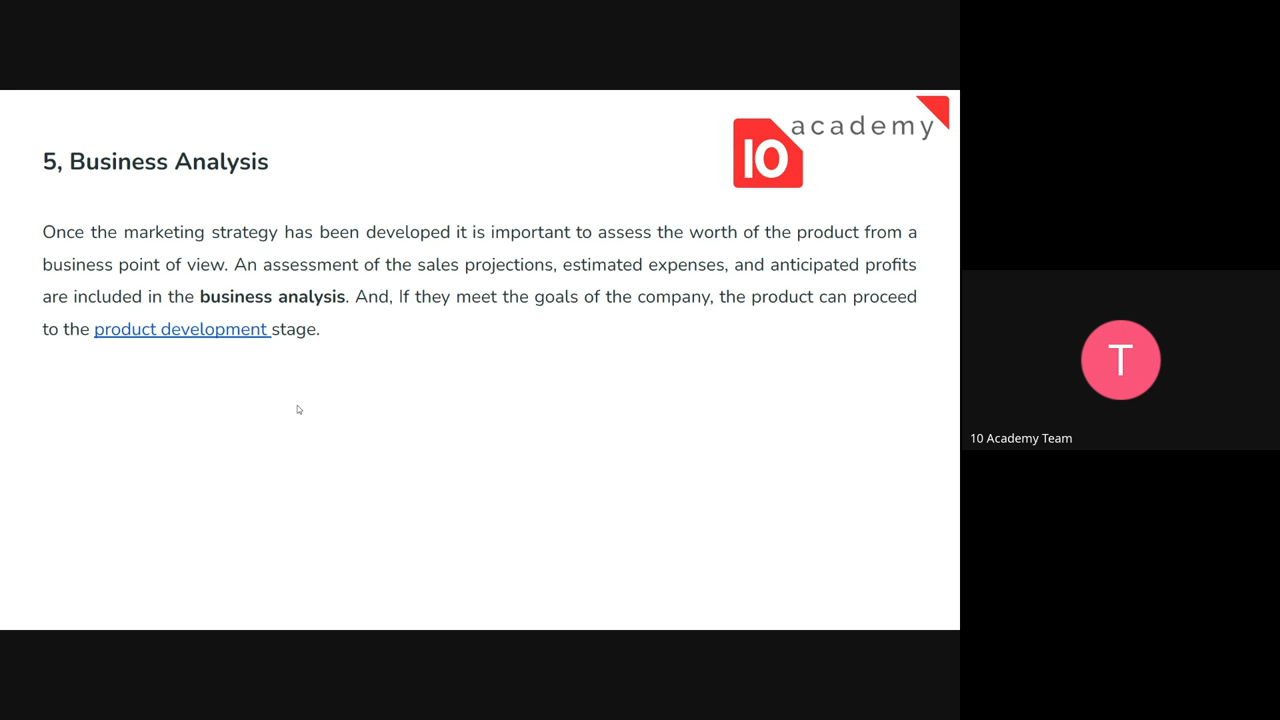 academy
10
5, Business Analysis
Once the marketing strategy has been developed it is important to assess the worth of the product from a
business point of view. An assessment of the sales projections, estimated expenses, and anticipated profits
are included in the business analysis. And, If they meet the goals of the company, the product can proceed
to the product development stage.
T
10 Academy Team